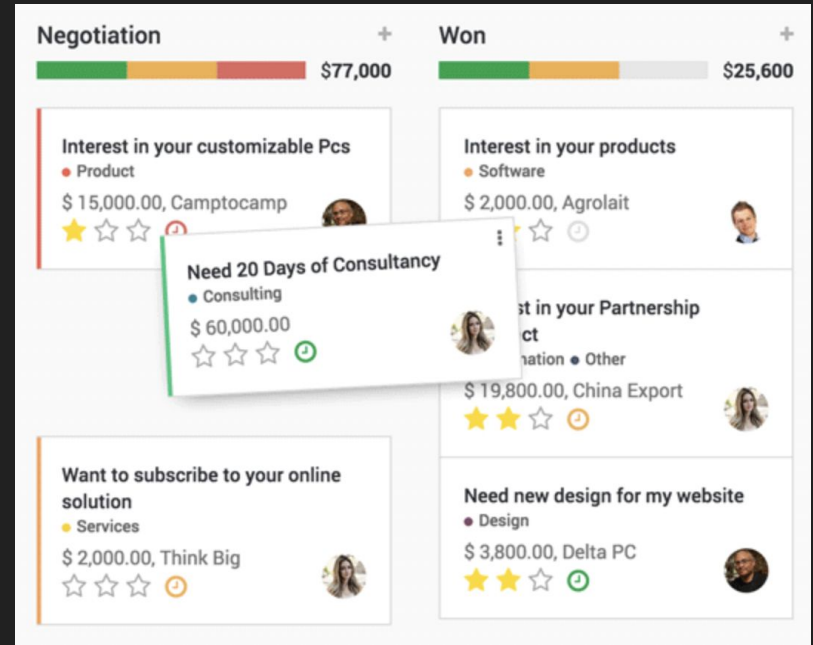 Negotiation +
$77,000
Interest in your customizable Pcs
Product
$ 15,000.00, Camptocamp
Need 20 Days of Consultancy
Consulting
$ 60,000.00
Want to subscribe to your online
solution
Services
$ 2,000.00, Think Big
Won +
$25,600
Interest in your products
Software
$ 2,000.00, Agrolait
in your Partnership
Other
$ 19,800.00, China Export
Need new design for my website
Design
$ 3,800.00, Delta PC